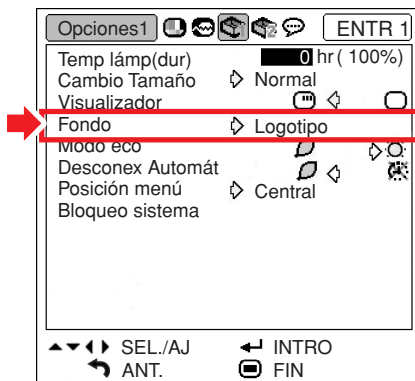 Opciones1 ENTR 1
Temp lámp(dur) 0 hr ( 100%)
Cambio Tamaño Normal
Visualizador
Fondo Logotipo
Modo eco
Desconex Automát
Posición menú Central
Bloqueo sistema
SEL./AJ INTRO
ANT. FIN